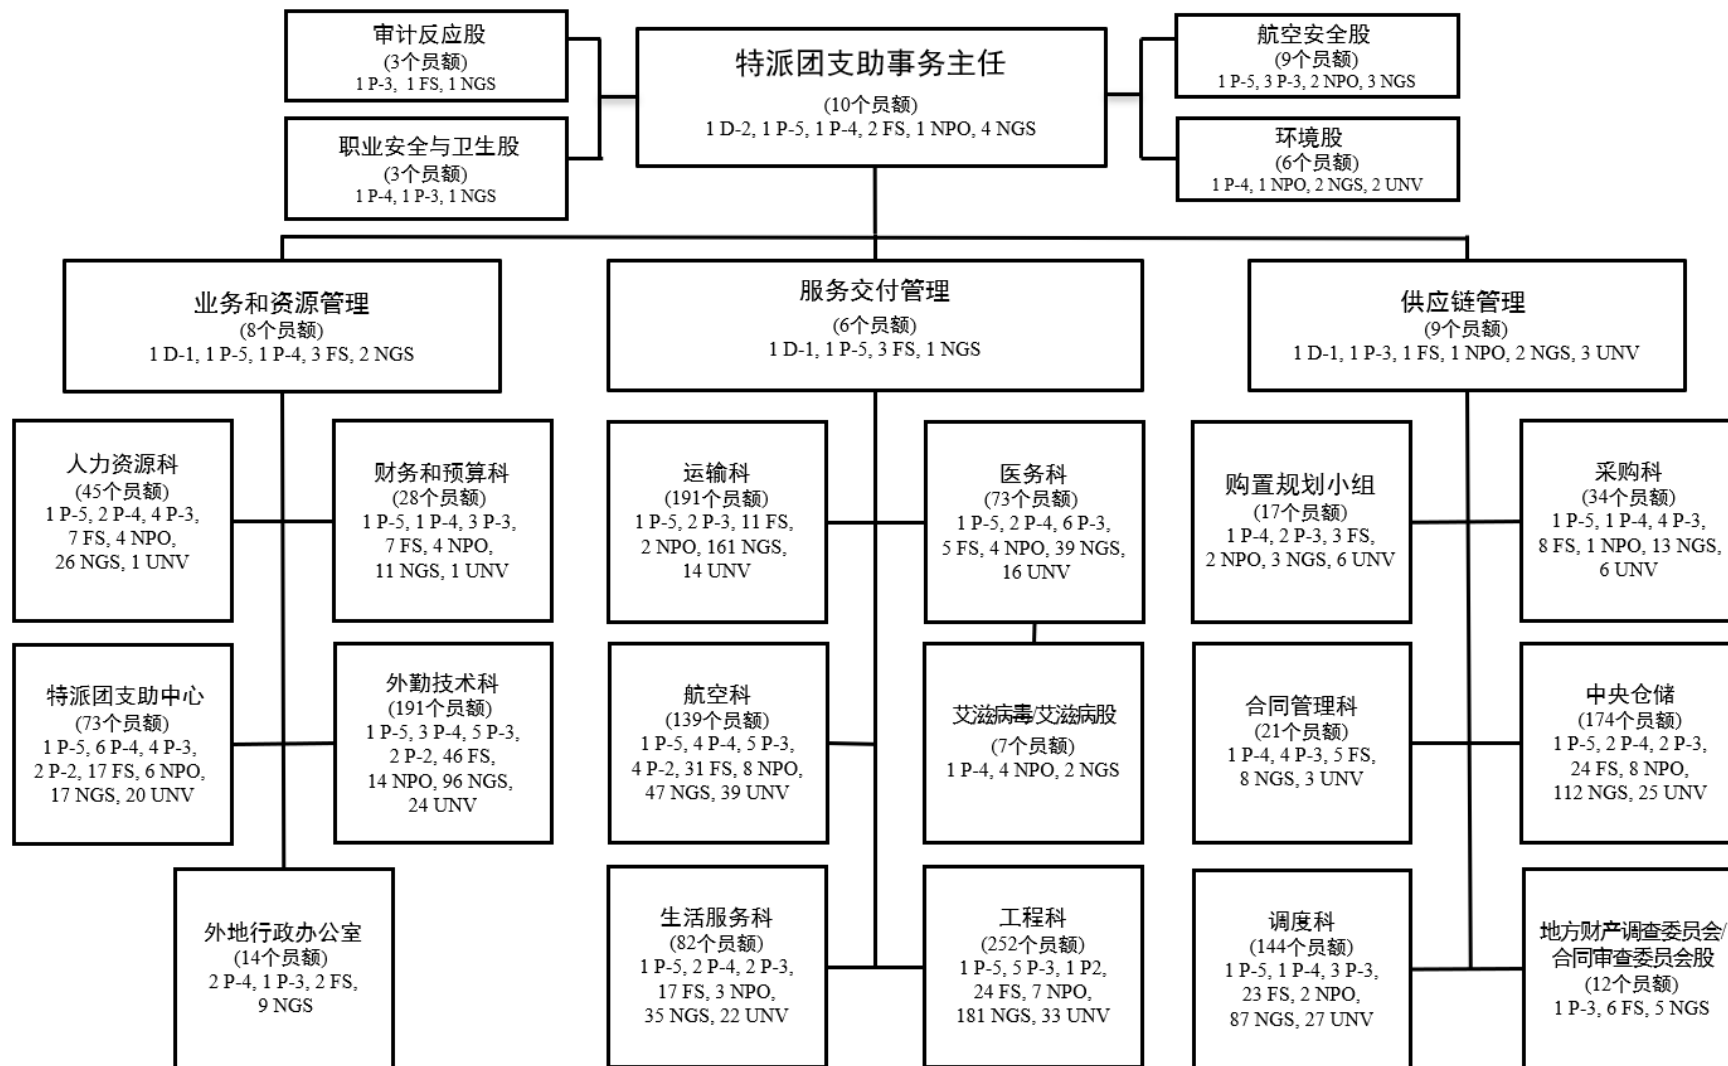 审计反应股
(3个员额)
1 P-3, 1 FS, 1 NGS
职业安全与卫生股
(3个员额)
1 P-4, 1 P-3, 1 NGS
特派团支助事务主任
(10个员额)
1 D-2, 1 P-5, 1 P-4, 2 FS, 1 NPO, 4 NGS
航空安全股
(9个员额)
1 P-5, 3 P-3, 2 NPO, 3 NGS
环境股
(6个员额)
1 P-4, 1 NPO, 2 NGS, 2 UNV
业务和资源管理
(8个员额)
1 D-1, 1 P-5, 1 P-4, 3 FS, 2 NGS
服务交付管理
(6个员额)
1 D-1, 1 P-5, 3 FS, 1 NGS
供应链管理
(9个员额)
1 D-1, 1 P-3, 1 FS, 1 NPO, 2 NGS, 3 UNV
人力资源科
(45个员额)
1 P-5, 2 P-4, 4 P-3,
7 FS, 4 NPO,
26 NGS, 1 UNV
财务和预算科
(28个员额)
1 P-5, 1 P-4, 3 P-3,
7 FS, 4 NPO,
11 NGS, 1 UNV
运输科
(191个员额)
1 P-5, 2 P-3, 11 FS,
2 NPO, 161 NGS,
14 UNV
医务科
(73个员额)
1 P-5, 2 P-4, 6 P-3,
5 FS, 4 NPO, 39 NGS,
16 UNV
购置规划小组
(17个员额)
1 P-4, 2 P-3, 3 FS,
2 NPO, 3 NGS, 6 UNV
采购科
(34个员额)
1 P-5, 1 P-4, 4 P-3,
8 FS, 1 NPO, 13 NGS,
6 UNV
特派团支助中心
(73个员额)
1 P-5, 6 P-4, 4 P-3,
2 P-2, 17 FS, 6 NPO,
17 NGS, 20 UNV
外勤技术科
(191个员额)
1 P-5, 3 P-4, 5 P-3,
2 P-2, 46 FS,
14 NPO, 96 NGS,
24 UNV
航空科
(139个员额)
1 P-5, 4 P-4, 5 P-3,
4 P-2, 31 FS, 8 NPO,
47 NGS, 39 UNV
艾滋病毒/艾滋病股
(7个员额)
1 P-4, 4 NPO, 2 NGS
合同管理科
(21个员额)
1 P-4, 4 P-3, 5 FS,
8 NGS, 3 UNV
中央仓储
(174个员额)
1 P-5, 2 P-4, 2 P-3,
24 FS, 8 NPO,
112 NGS, 25 UNV
外地行政办公室
(14个员额)
2 P-4, 1 P-3, 2 FS,
9 NGS
生活服务科
(82个员额)
1 P-5, 2 P-4, 2 P-3,
17 FS, 3 NPO,
35 NGS, 22 UNV
工程科
(252个员额)
1 P-5, 5 P-3, 1 P2,
24 FS, 7 NPO,
181 NGS, 33 UNV
调度科
(144个员额)
1 P-5, 1 P-4, 3 P-3,
23 FS, 2 NPO,
87 NGS, 27 UNV
地方财产调查委员会/
合同审查委员会股
(12个员额)
1 P-3, 6 FS, 5 NGS